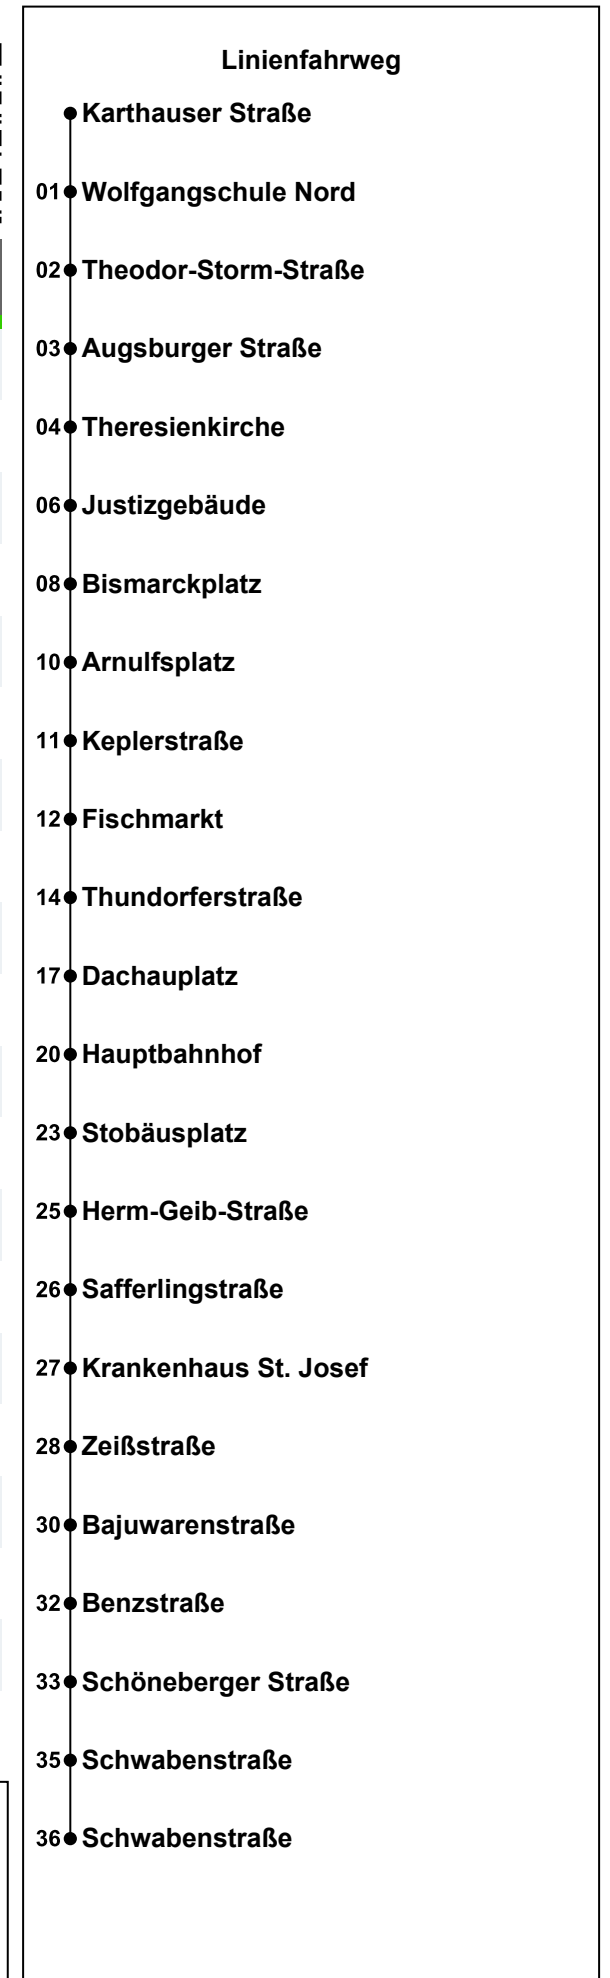 Linienfahrweg
Karthauser Straße
01 Wolfgangschule Nord
02 Theodor-Storm-Straße
03 Augsburger Straße
04 Theresienkirche
06 Justizgebäude
08 Bismarckplatz
10 Arnulfsplatz
11 Keplerstraße
12 Fischmarkt
14 Thundorferstraße
17 Dachauplatz
20 Hauptbahnhof
23 Stobäusplatz
25 Herm-Geib-Straße
26 Safferlingstraße
27 Krankenhaus St. Josef
28 Zeißstraße
30 Bajuwarenstraße
32 Benzstraße
33 Schöneberger Straße
35 Schwabenstraße
36 Schwabenstraße